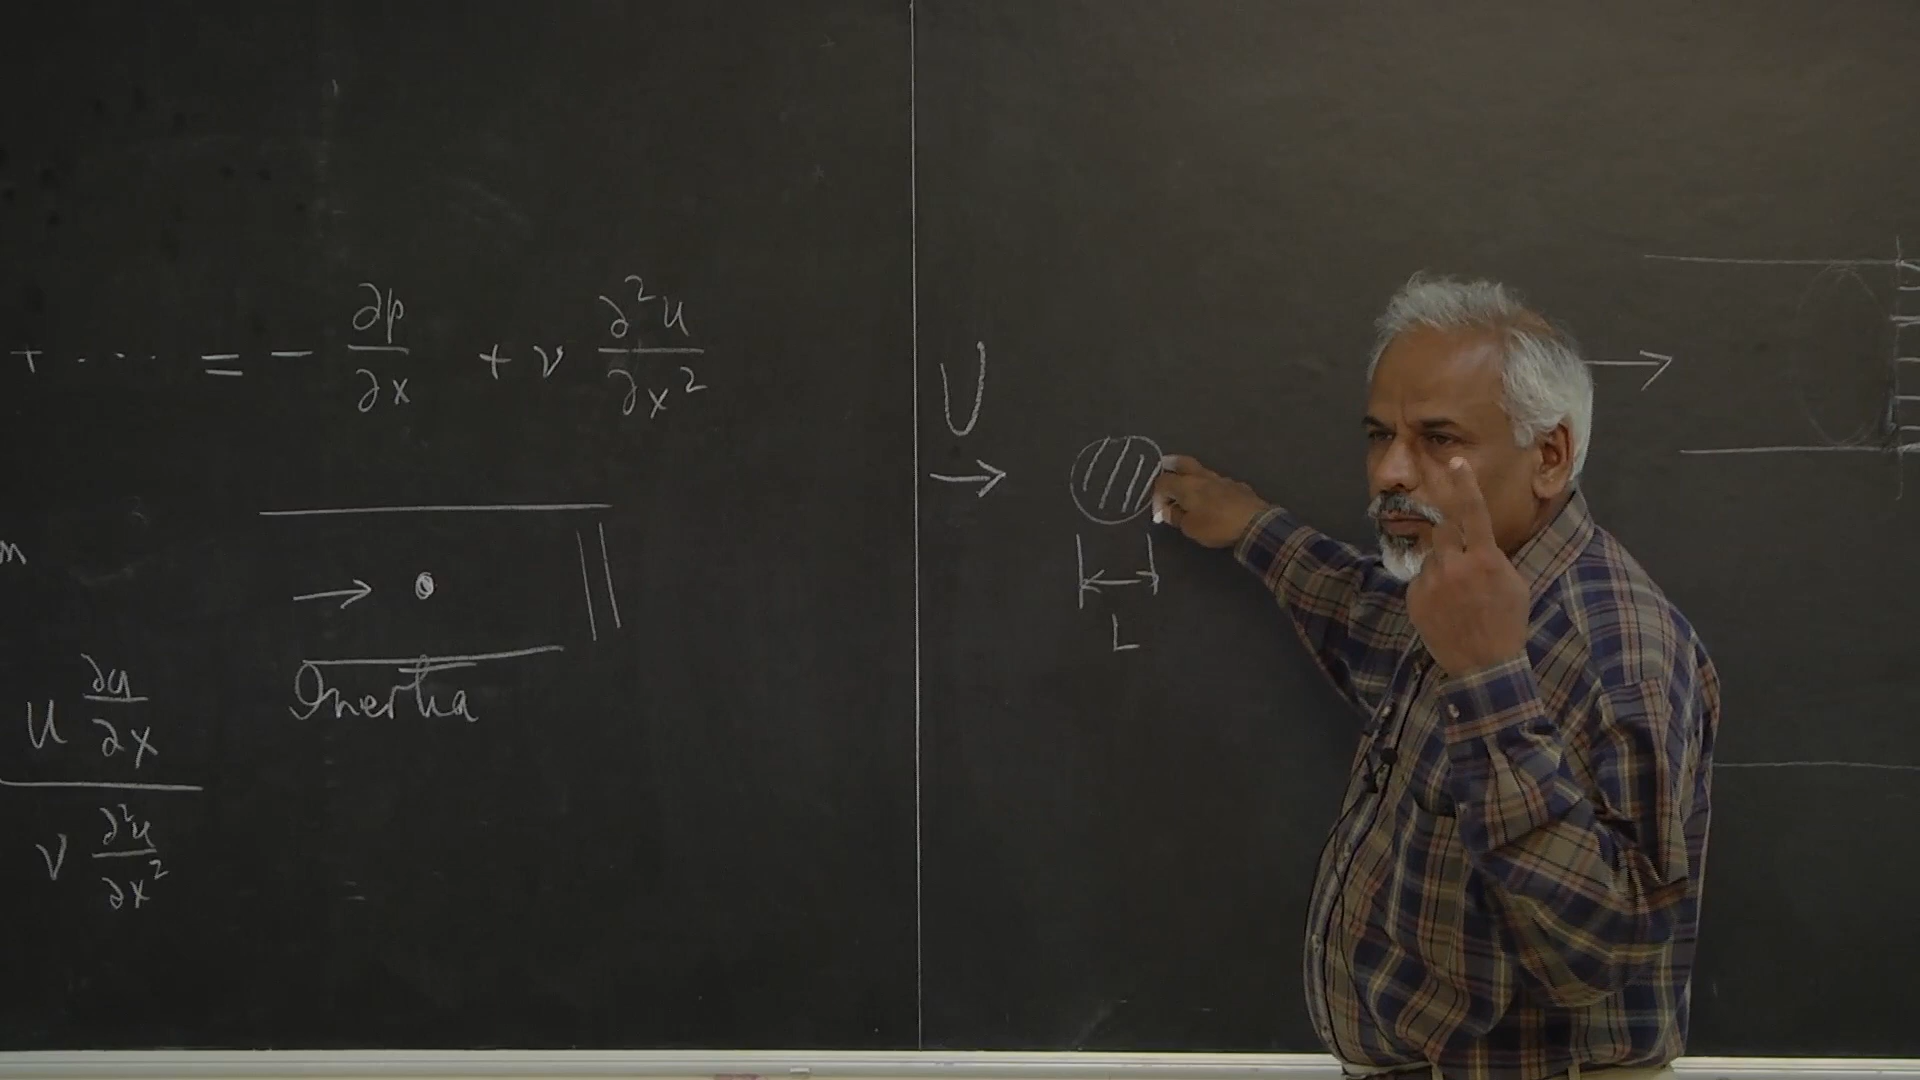 + ···· = - ∂p/∂x + ν ∂²u/∂x²
m
Inertia
u ∂u/∂x
ν ∂²u/∂x²
U
L